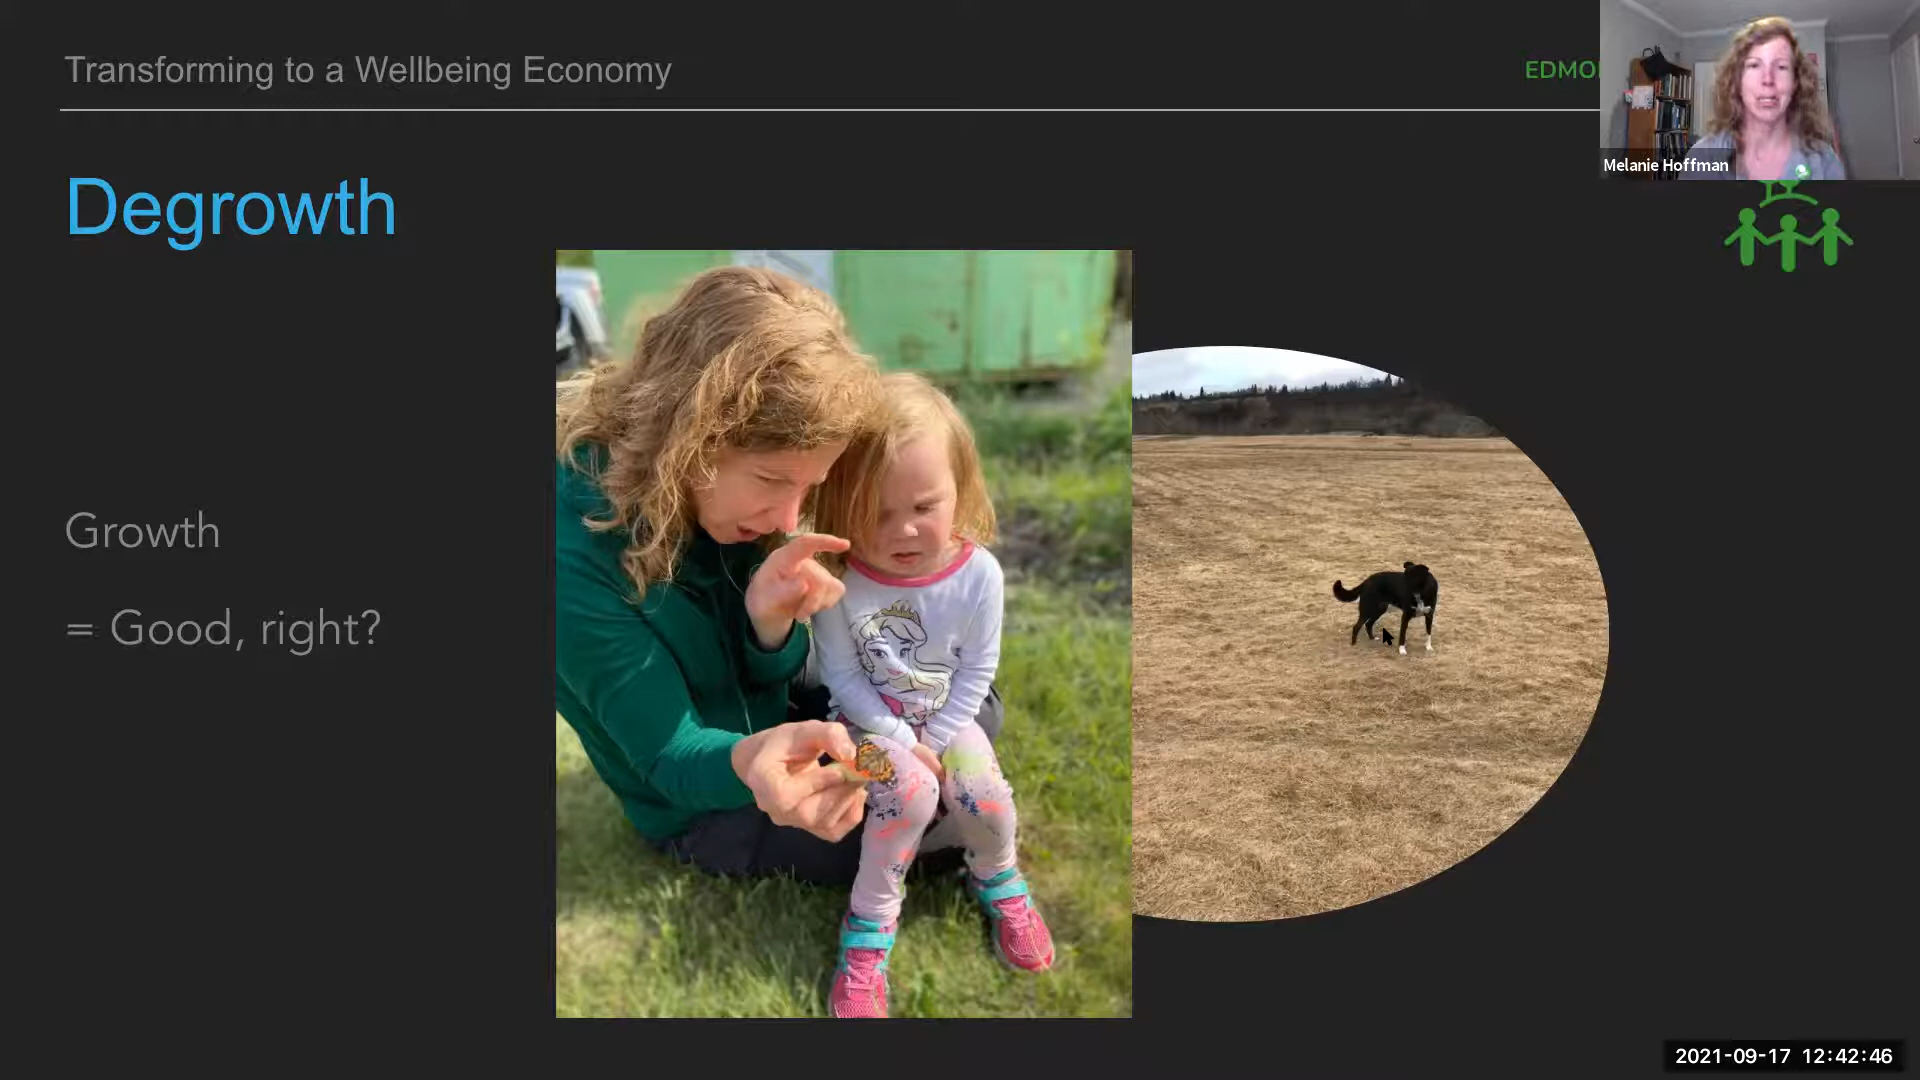 Transforming to a Wellbeing Economy
EDMO
Melanie Hoffman
Degrowth
Growth
= Good, right?
2021-09-17 12:42:46